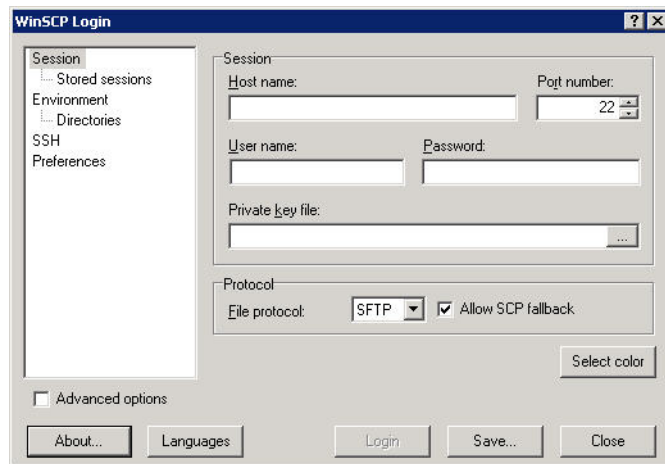 WinSCP Login
Session
Stored sessions
Environment
Directories
SSH
Preferences
Session
Host name:
Port number:
22
User name:
Password:
Private key file:
...
Protocol
File protocol:
SFTP
Allow SCP fallback
Select color
Advanced options
About...
Languages
Login
Save...
Close